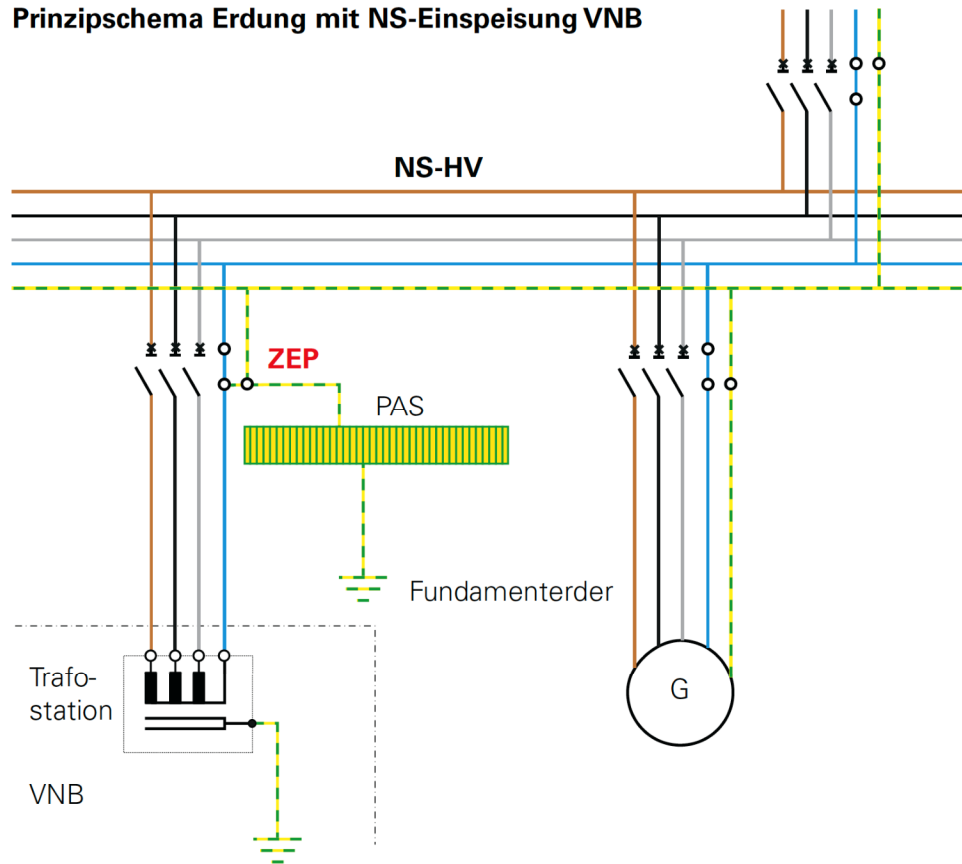 Prinzipschema Erdung mit NS-Einspeisung VNB
NS-HV
ZEP
PAS
Fundamenterder
Trafo-
station
G
VNB